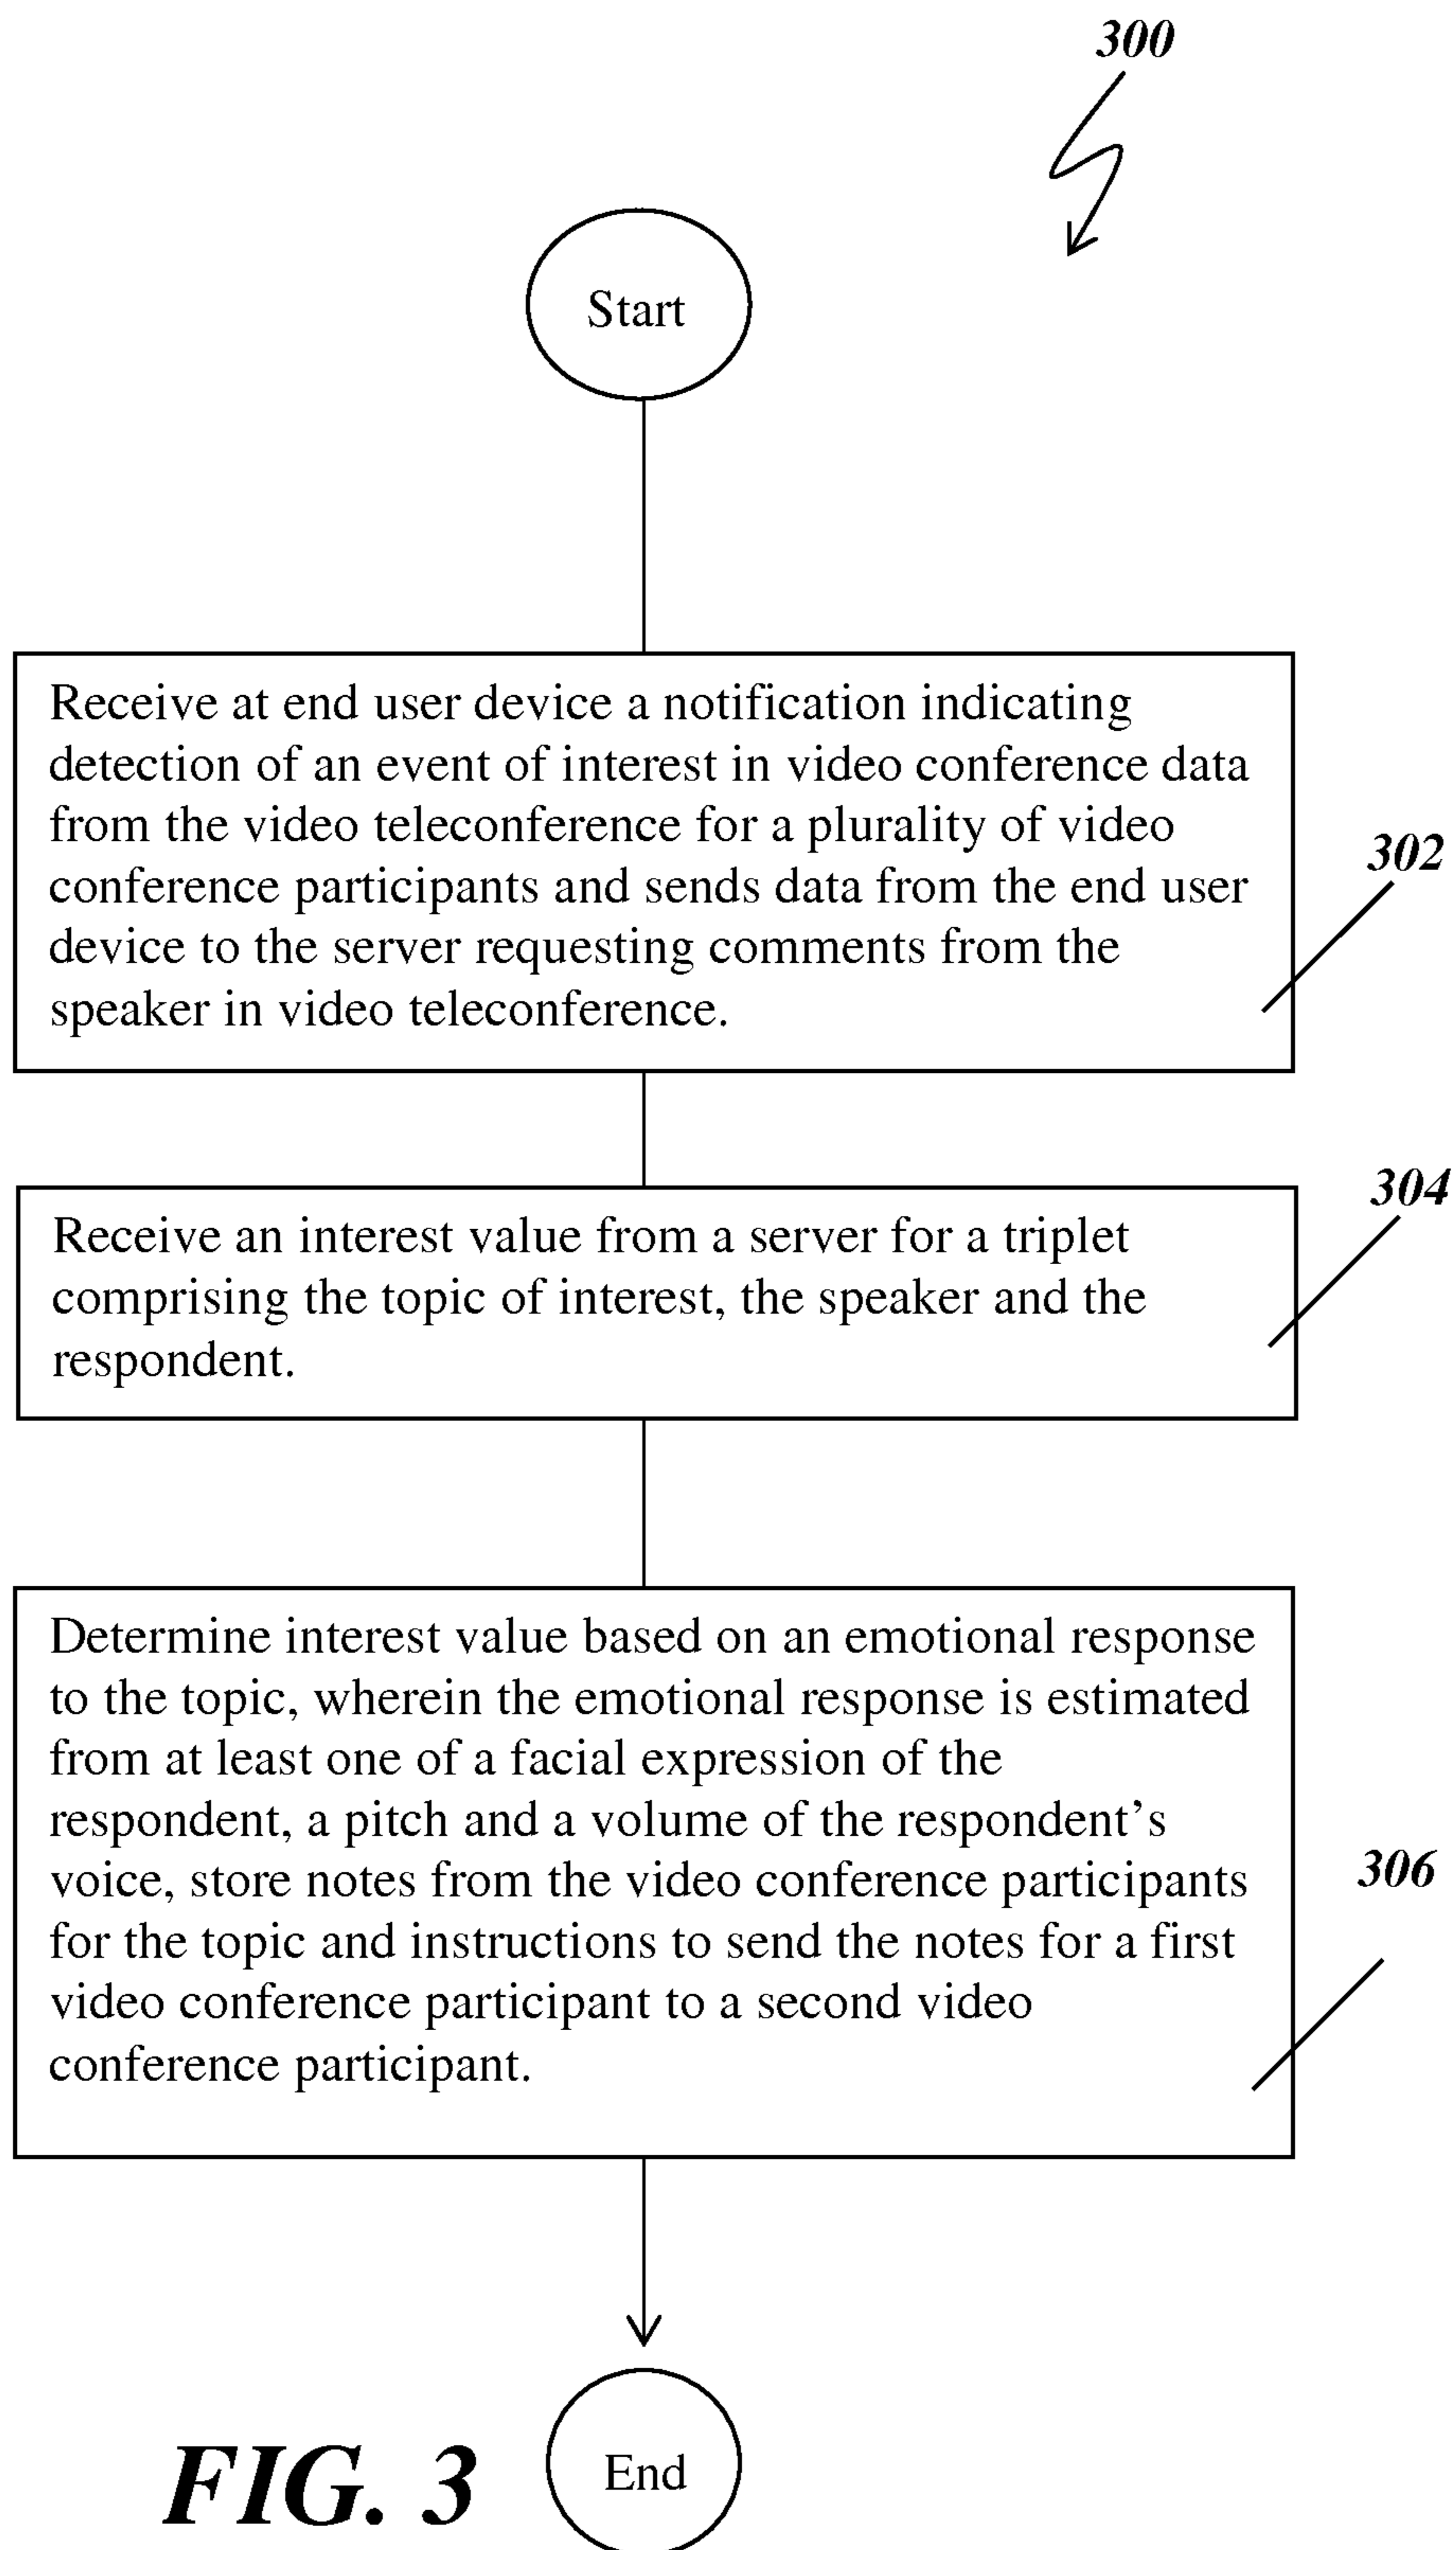 300
Start
Receive at end user device a notification indicating
detection of an event of interest in video conference data
from the video teleconference for a plurality of video
conference participants and sends data from the end user
device to the server requesting comments from the
speaker in video teleconference.
302
Receive an interest value from a server for a triplet
comprising the topic of interest, the speaker and the
respondent.
304
Determine interest value based on an emotional response
to the topic, wherein the emotional response is estimated
from at least one of a facial expression of the
respondent, a pitch and a volume of the respondent’s
voice, store notes from the video conference participants
for the topic and instructions to send the notes for a first
video conference participant to a second video
conference participant.
306
End
FIG. 3